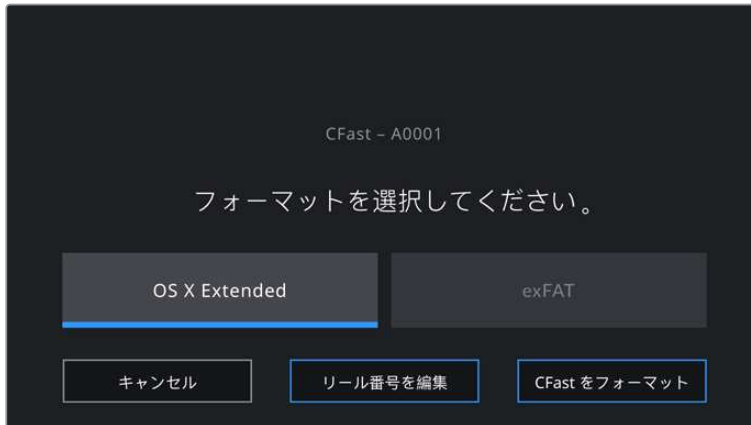 CFast – A0001
フォーマットを選択してください。
OS X Extended
exFAT
キャンセル
リール番号を編集
CFast をフォーマット